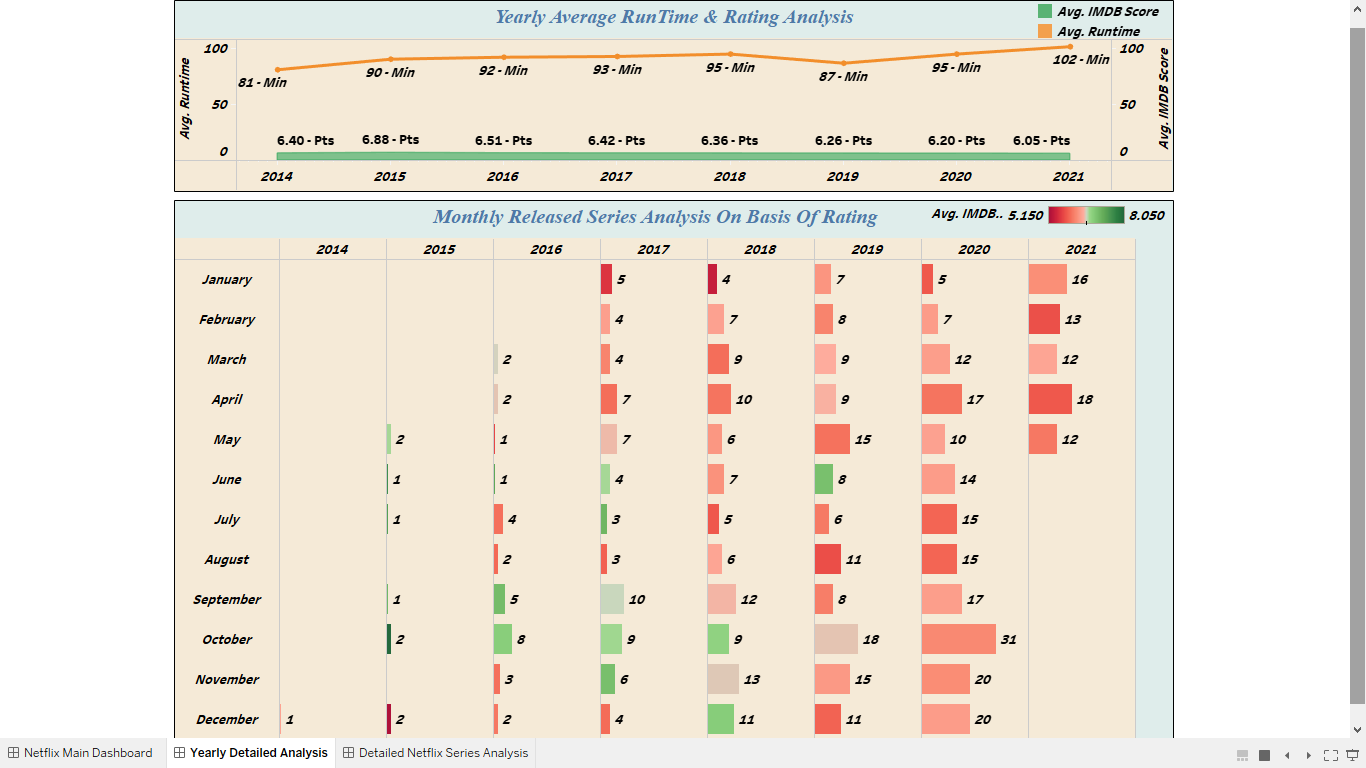 Yearly Average RunTime & Rating Analysis
Avg. IMDB Score
Avg. Runtime
Avg. Runtime
100
50
0
81 - Min
90 - Min
92 - Min
93 - Min
95 - Min
87 - Min
95 - Min
102 - Min
6.40 - Pts
6.88 - Pts
6.51 - Pts
6.42 - Pts
6.36 - Pts
6.26 - Pts
6.20 - Pts
6.05 - Pts
100
50
0
Avg. IMDB Score
2014 2015 2016 2017 2018 2019 2020 2021
Monthly Released Series Analysis On Basis Of Rating
Avg. IMDB.. 5.150 8.050
2014 2015 2016 2017 2018 2019 2020 2021
January 5 4 7 5 16
February 4 7 8 7 13
March 2 4 9 9 12 12
April 2 7 10 9 17 18
May 2 1 7 6 15 10 12
June 1 1 4 7 8 14
July 1 4 3 5 6 15
August 2 3 6 11 15
September 1 5 10 12 8 17
October 2 8 9 9 18 31
November 3 6 13 15 20
December 1 2 2 4 11 11 20
Netflix Main Dashboard Yearly Detailed Analysis Detailed Netflix Series Analysis